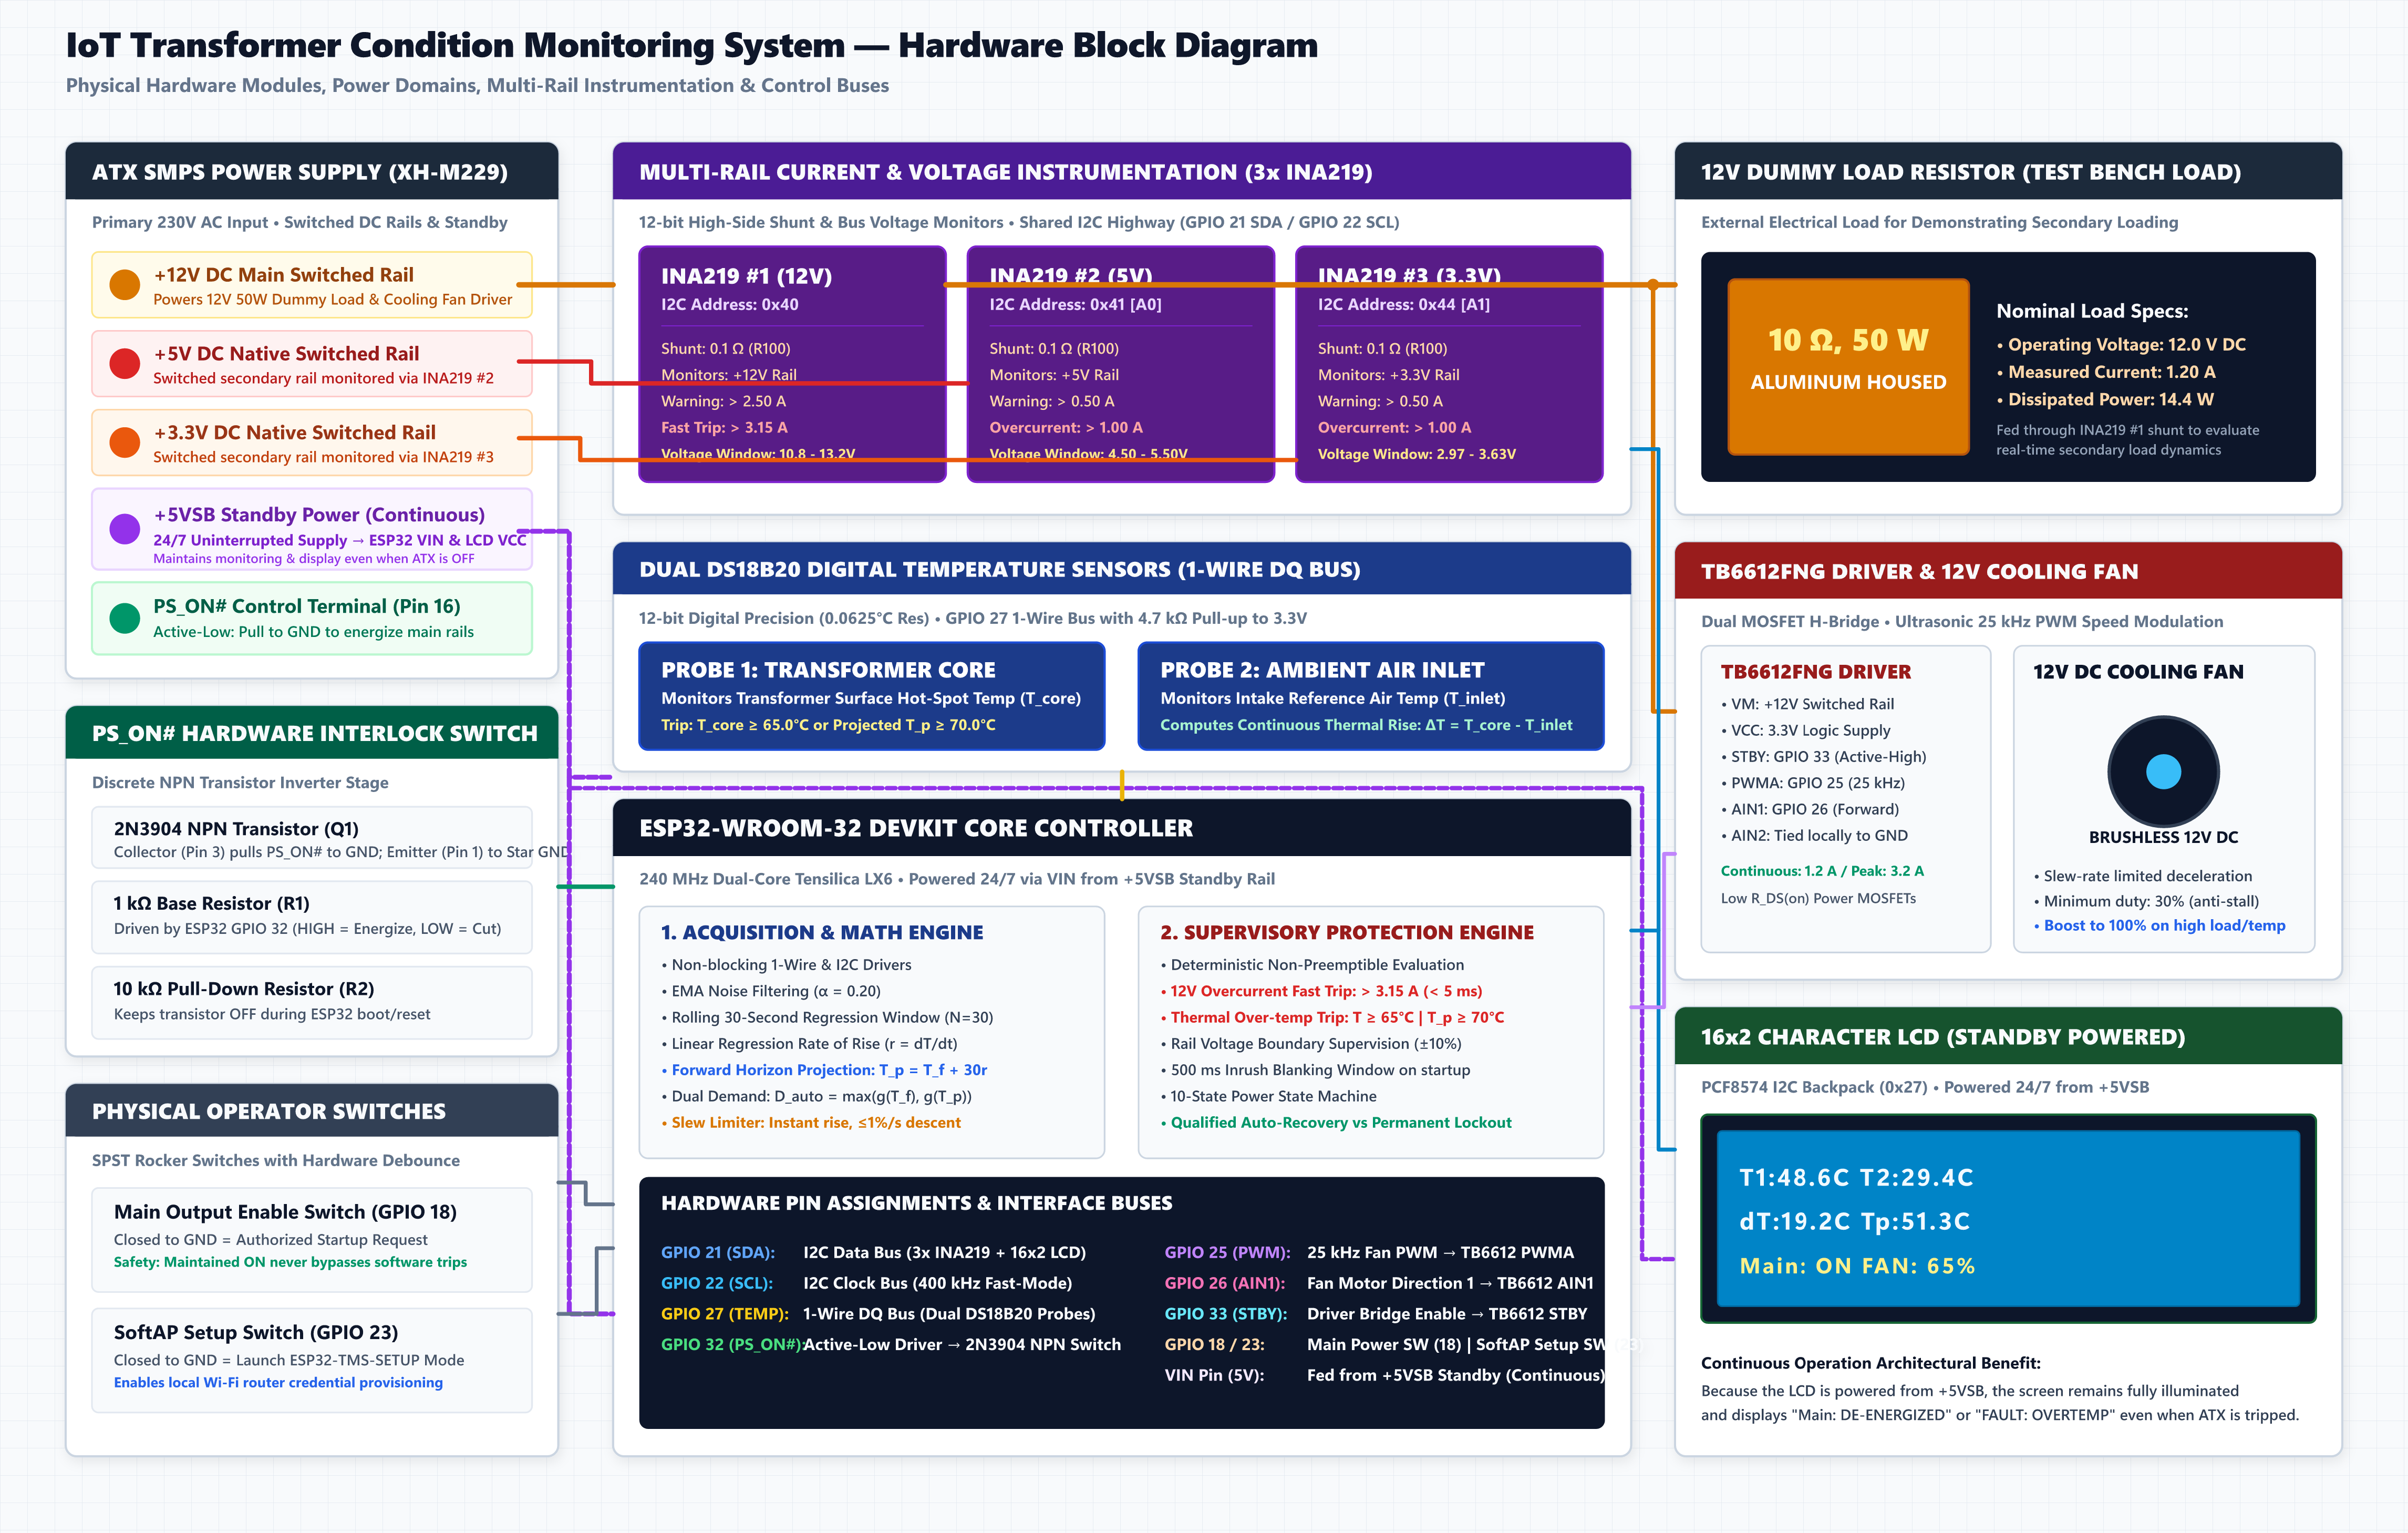 IoT Transformer Condition Monitoring System — Hardware Block Diagram
Physical Hardware Modules, Power Domains, Multi-Rail Instrumentation & Control Buses
ATX SMPS POWER SUPPLY (XH-M229)
Primary 230V AC Input • Switched DC Rails & Standby
+12V DC Main Switched Rail
Powers 12V 50W Dummy Load & Cooling Fan Driver
+5V DC Native Switched Rail
Switched secondary rail monitored via INA219 #2
+3.3V DC Native Switched Rail
Switched secondary rail monitored via INA219 #3
+5VSB Standby Power (Continuous)
24/7 Uninterrupted Supply → ESP32 VIN & LCD VCC
Maintains monitoring & display even when ATX is OFF
PS_ON# Control Terminal (Pin 16)
Active-Low: Pull to GND to energize main rails
PS_ON# HARDWARE INTERLOCK SWITCH
Discrete NPN Transistor Inverter Stage
2N3904 NPN Transistor (Q1)
Collector (Pin 3) pulls PS_ON# to GND; Emitter (Pin 1) to Star GND
1 kΩ Base Resistor (R1)
Driven by ESP32 GPIO 32 (HIGH = Energize, LOW = Cut)
10 kΩ Pull-Down Resistor (R2)
Keeps transistor OFF during ESP32 boot/reset
PHYSICAL OPERATOR SWITCHES
SPST Rocker Switches with Hardware Debounce
Main Output Enable Switch (GPIO 18)
Closed to GND = Authorized Startup Request
Safety: Maintained ON never bypasses software trips
SoftAP Setup Switch (GPIO 23)
Closed to GND = Launch ESP32-TMS-SETUP Mode
Enables local Wi-Fi router credential provisioning
MULTI-RAIL CURRENT & VOLTAGE INSTRUMENTATION (3x INA219)
12-bit High-Side Shunt & Bus Voltage Monitors • Shared I2C Highway (GPIO 21 SDA / GPIO 22 SCL)
INA219 #1 (12V)
I2C Address: 0x40
Shunt: 0.1 Ω (R100)
Monitors: +12V Rail
Warning: > 2.50 A
Fast Trip: > 3.15 A
Voltage Window: 10.8 - 13.2V
INA219 #2 (5V)
I2C Address: 0x41 [A0]
Shunt: 0.1 Ω (R100)
Monitors: +5V Rail
Warning: > 0.50 A
Overcurrent: > 1.00 A
Voltage Window: 4.50 - 5.50V
INA219 #3 (3.3V)
I2C Address: 0x44 [A1]
Shunt: 0.1 Ω (R100)
Monitors: +3.3V Rail
Warning: > 0.50 A
Overcurrent: > 1.00 A
Voltage Window: 2.97 - 3.63V
DUAL DS18B20 DIGITAL TEMPERATURE SENSORS (1-WIRE DQ BUS)
12-bit Digital Precision (0.0625°C Res) • GPIO 27 1-Wire Bus with 4.7 kΩ Pull-up to 3.3V
PROBE 1: TRANSFORMER CORE
Monitors Transformer Surface Hot-Spot Temp (T_core)
Trip: T_core ≥ 65.0°C or Projected T_p ≥ 70.0°C
PROBE 2: AMBIENT AIR INLET
Monitors Intake Reference Air Temp (T_inlet)
Computes Continuous Thermal Rise: ΔT = T_core - T_inlet
ESP32-WROOM-32 DEVKIT CORE CONTROLLER
240 MHz Dual-Core Tensilica LX6 • Powered 24/7 via VIN from +5VSB Standby Rail
1. ACQUISITION & MATH ENGINE
• Non-blocking 1-Wire & I2C Drivers
• EMA Noise Filtering (α = 0.20)
• Rolling 30-Second Regression Window (N=30)
• Linear Regression Rate of Rise (r = dT/dt)
• Forward Horizon Projection: T_p = T_f + 30r
• Dual Demand: D_auto = max(g(T_f), g(T_p))
• Slew Limiter: Instant rise, ≤1%/s descent
2. SUPERVISORY PROTECTION ENGINE
• Deterministic Non-Preemptible Evaluation
• 12V Overcurrent Fast Trip: > 3.15 A (< 5 ms)
• Thermal Over-temp Trip: T ≥ 65°C | T_p ≥ 70°C
• Rail Voltage Boundary Supervision (±10%)
• 500 ms Inrush Blanking Window on startup
• 10-State Power State Machine
• Qualified Auto-Recovery vs Permanent Lockout
HARDWARE PIN ASSIGNMENTS & INTERFACE BUSES
GPIO 21 (SDA): I2C Data Bus (3x INA219 + 16x2 LCD)
GPIO 22 (SCL): I2C Clock Bus (400 kHz Fast-Mode)
GPIO 27 (TEMP): 1-Wire DQ Bus (Dual DS18B20 Probes)
GPIO 32 (PS_ON#): Active-Low Driver → 2N3904 NPN Switch
GPIO 25 (PWM): 25 kHz Fan PWM → TB6612 PWMA
GPIO 26 (AIN1): Fan Motor Direction 1 → TB6612 AIN1
GPIO 33 (STBY): Driver Bridge Enable → TB6612 STBY
GPIO 18 / 23: Main Power SW (18) | SoftAP Setup SW (23)
VIN Pin (5V): Fed from +5VSB Standby (Continuous)
12V DUMMY LOAD RESISTOR (TEST BENCH LOAD)
External Electrical Load for Demonstrating Secondary Loading
10 Ω, 50 W
ALUMINUM HOUSED
Nominal Load Specs:
• Operating Voltage: 12.0 V DC
• Measured Current: 1.20 A
• Dissipated Power: 14.4 W
Fed through INA219 #1 shunt to evaluate
real-time secondary load dynamics
TB6612FNG DRIVER & 12V COOLING FAN
Dual MOSFET H-Bridge • Ultrasonic 25 kHz PWM Speed Modulation
TB6612FNG DRIVER
• VM: +12V Switched Rail
• VCC: 3.3V Logic Supply
• STBY: GPIO 33 (Active-High)
• PWMA: GPIO 25 (25 kHz)
• AIN1: GPIO 26 (Forward)
• AIN2: Tied locally to GND
Continuous: 1.2 A / Peak: 3.2 A
Low R_DS(on) Power MOSFETs
12V DC COOLING FAN
BRUSHLESS 12V DC
• Slew-rate limited deceleration
• Minimum duty: 30% (anti-stall)
• Boost to 100% on high load/temp
16x2 CHARACTER LCD (STANDBY POWERED)
PCF8574 I2C Backpack (0x27) • Powered 24/7 from +5VSB
T1:48.6C T2:29.4C
dT:19.2C Tp:51.3C
Main: ON FAN: 65%
Continuous Operation Architectural Benefit:
Because the LCD is powered from +5VSB, the screen remains fully illuminated
and displays "Main: DE-ENERGIZED" or "FAULT: OVERTEMP" even when ATX is tripped.